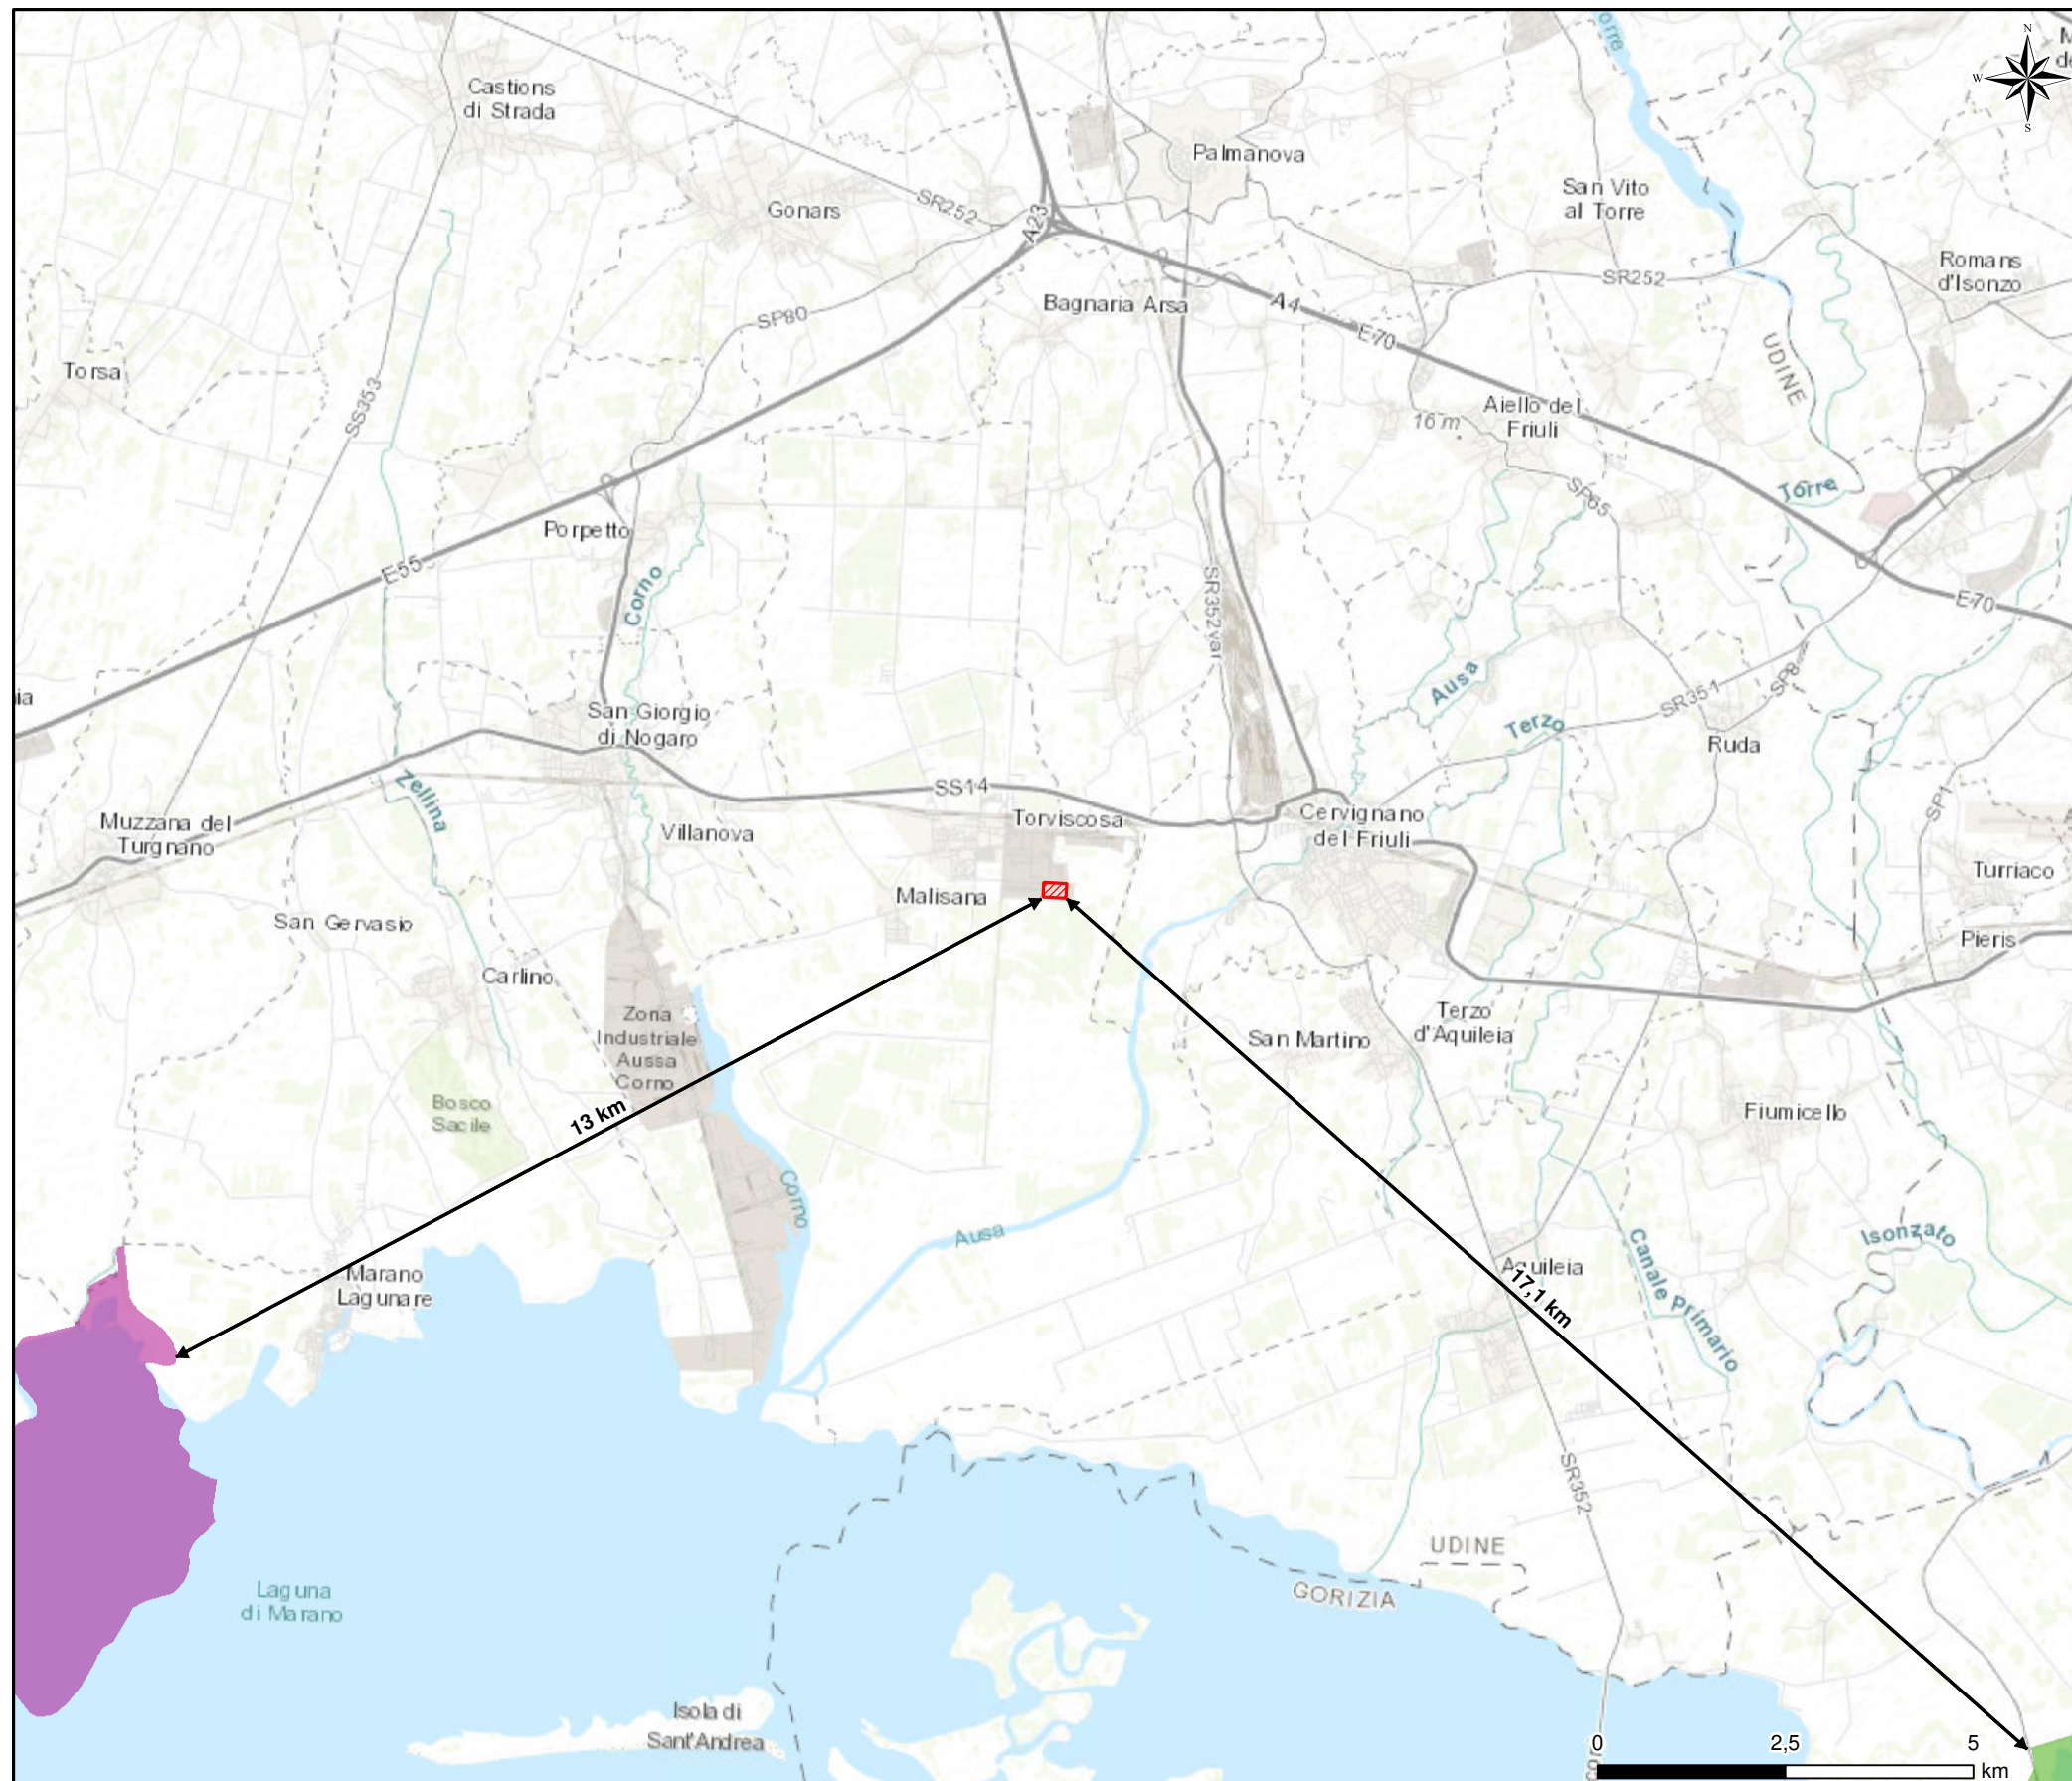 N
W
S
Castions
di Strada
Palmanova
Gonars
SR252
A23
San Vito
al Torre
Romans
d'Isonzo
SR252
Bagnaria Arsa
A4
E70
SP80
UDINE
Torsa
SS353
Aiello del
Friuli
16 m
SP65
Torre
Porpetto
E55
Corno
SR352var
E70
Ausa
Terzo
SR351
SP8
Ruda
San Giorgio
di Nogaro
Zellina
SS14
Torviscosa
Cervignano
del Friuli
SP1
Muzzana del
Turgnano
Villanova
Turriaco
Malisana
San Gervasio
Pieris
Carlino
Zona
Industriale
Aussa
Corno
San Martino
Terzo
d'Aquileia
Bosco
Sacile
13 km
Fiumicello
Corno
Ausa
Isonzato
Canale Primario
Marano
Lagunare
Aquileia
17,1 km
SR352
UDINE
GORIZIA
Laguna
di Marano
Isola di
Sant'Andrea
0
2,5
5
km